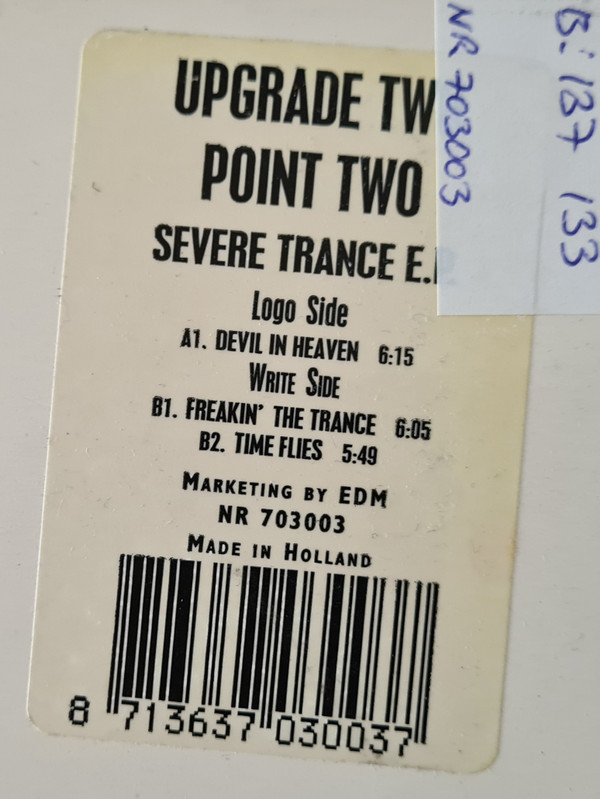 UPGRADE TW
POINT TWO
SEVERE TRANCE E.
Logo Side
A1. DEVIL IN HEAVEN 6:15
WRITE SIDE
B1. FREAKIN' THE TRANCE 6:05
B2. TIME FLIES 5:49
MARKETING BY EDM
NR 703003
MADE IN HOLLAND
8 713637 030037
B: 137 133
NR 703003